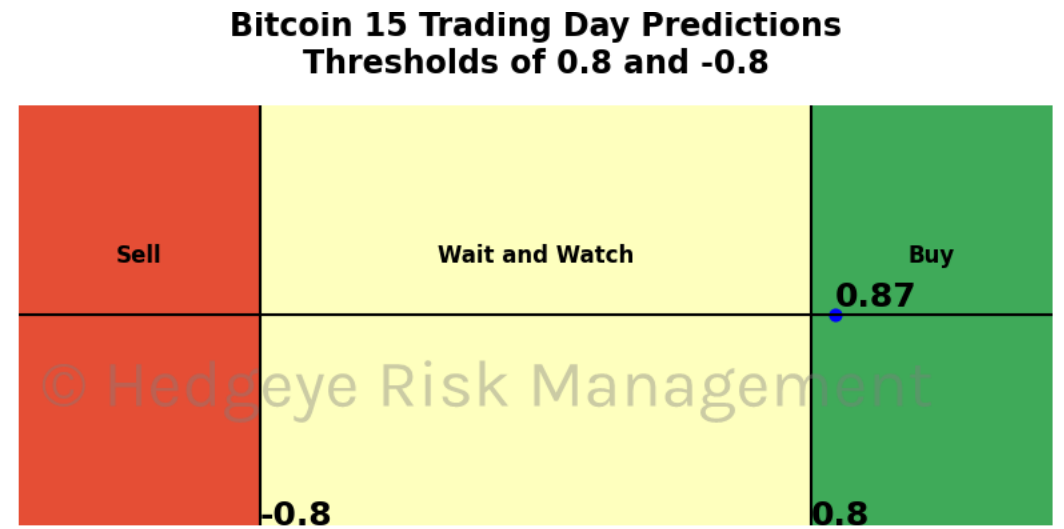 Bitcoin 15 Trading Day Predictions
Thresholds of 0.8 and -0.8
Sell
Wait and Watch
Buy
0.87
© Hedgeye Risk Management
-0.8
0.8